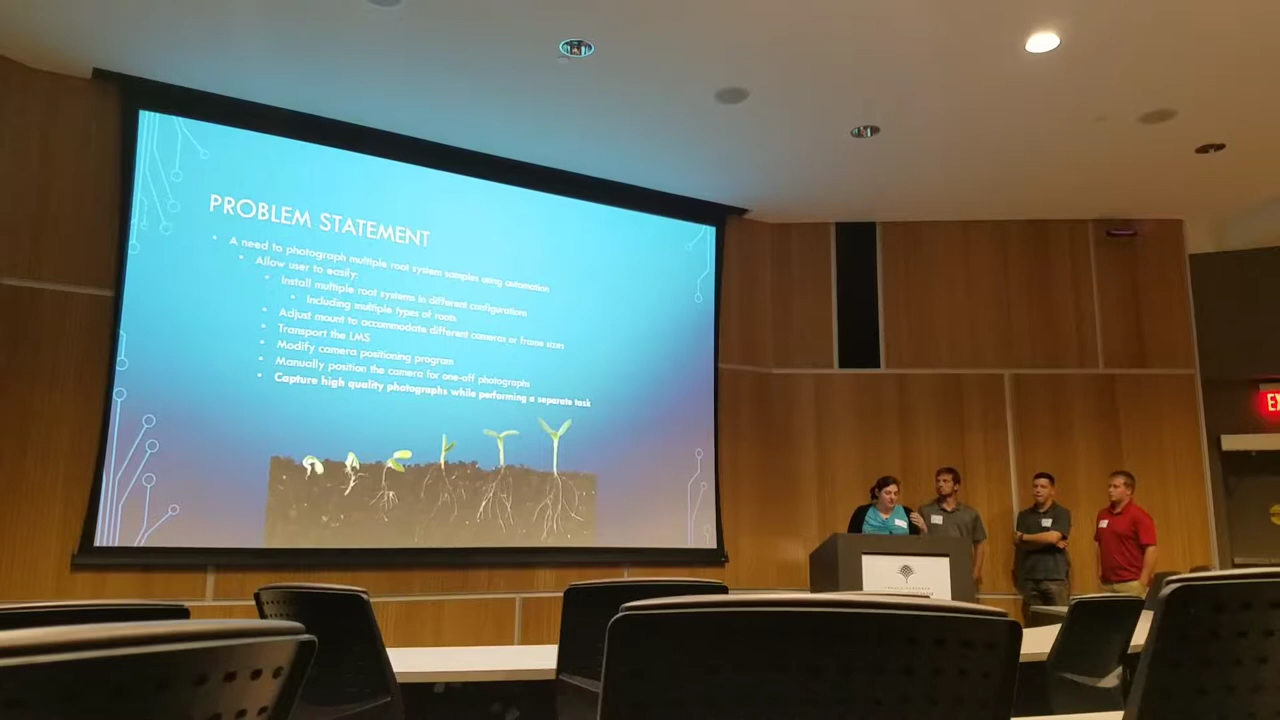 PROBLEM STATEMENT
• A need to photograph multiple root system samples using automation
• Allow user to easily:
• Install multiple root systems in different configurations
• Including multiple types of roots
• Adjust mount to accommodate different cameras or frame sizes
• Transport the LMS
• Modify camera positioning program
• Manually position the camera for one-off photographs
• Capture high quality photographs while performing a separate task